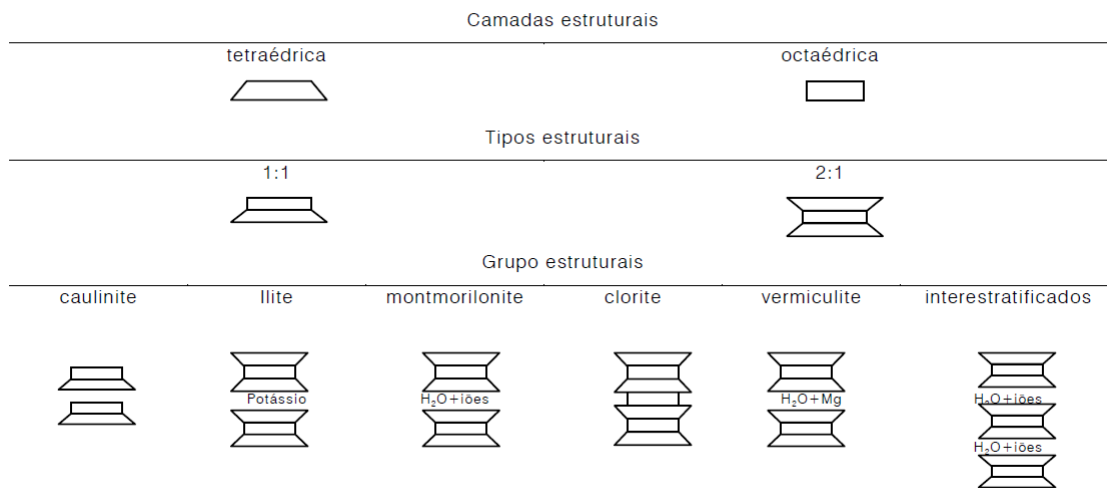 Camadas estruturais
tetraédrica octaédrica
Tipos estruturais
1:1 2:1
Grupo estruturais
caulinite Ilite montmorilonite clorite vermiculite interestratificados
Potássio H₂O+iões H₂O+Mg H₂O+iões
H₂O+iões